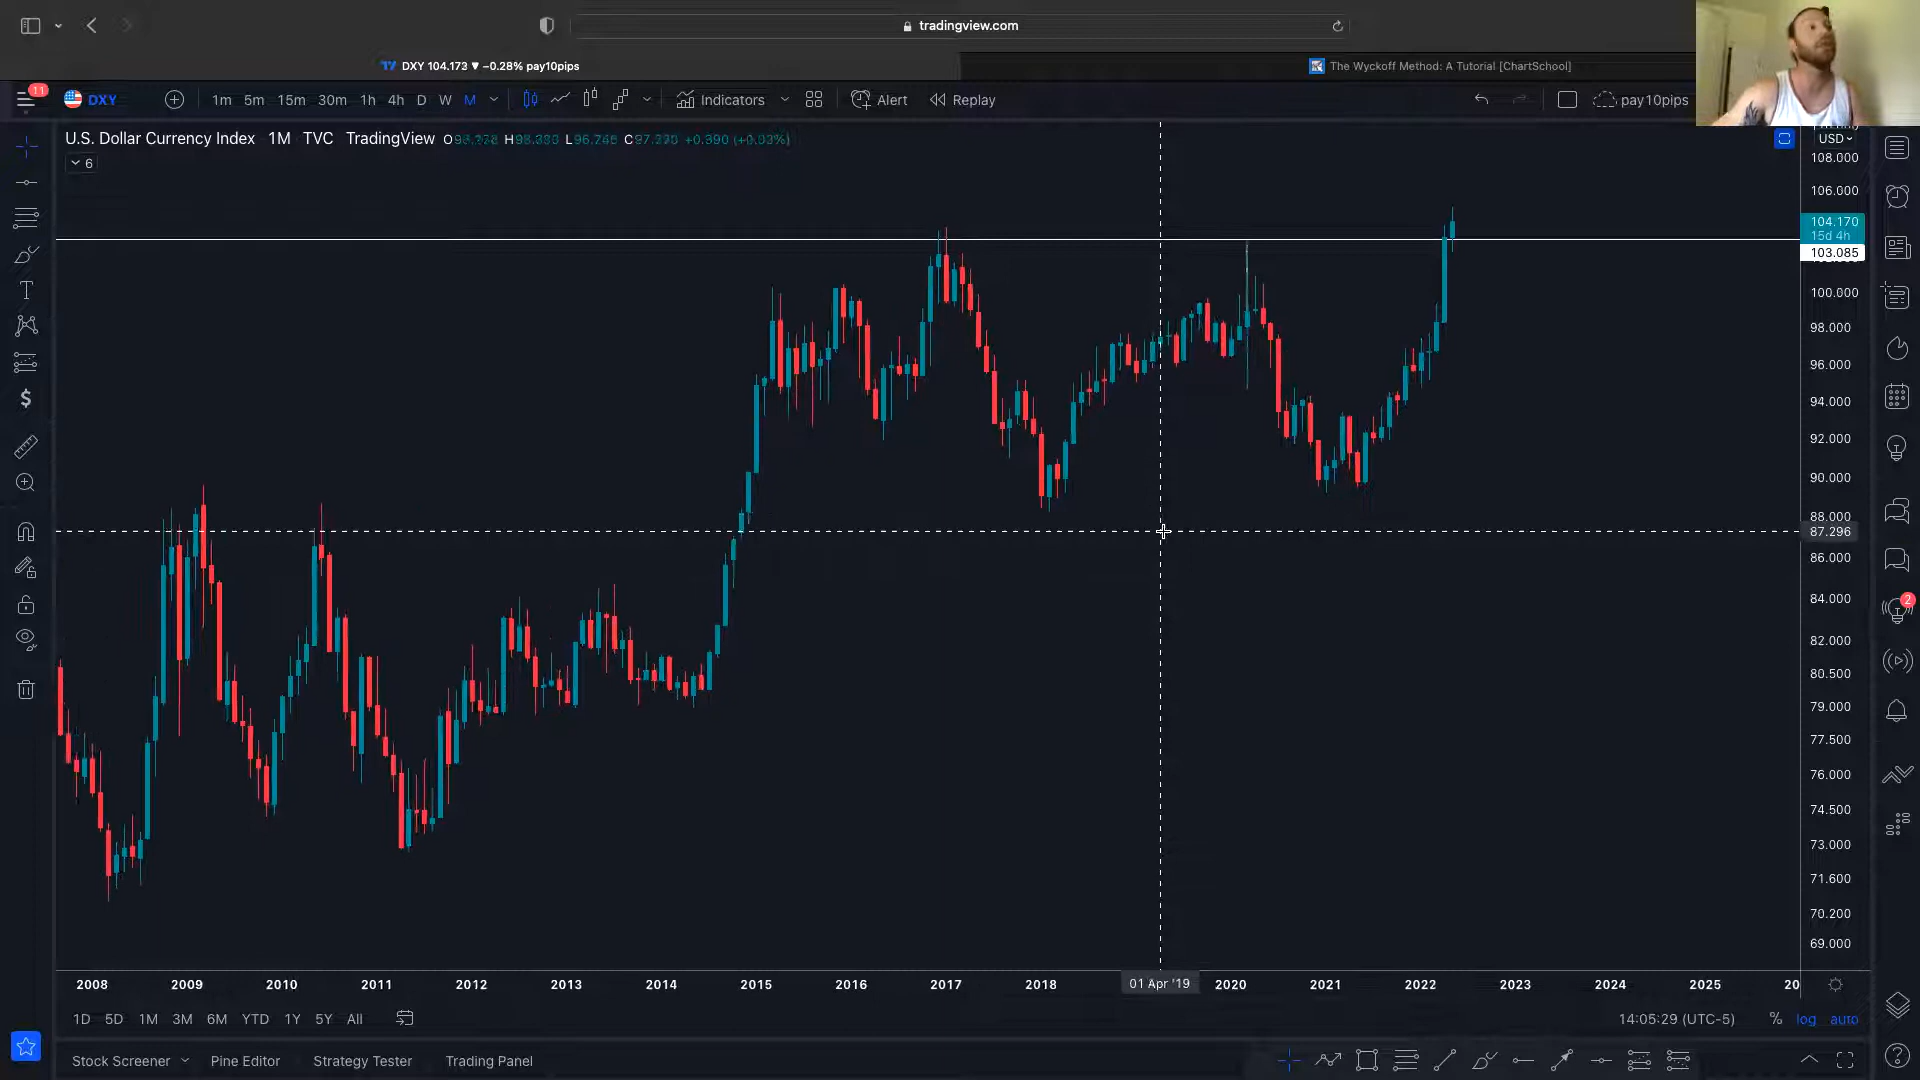 tradingview.com
DXY 104.173 ▼ −0.28% pay10pips
The Wyckoff Method: A Tutorial [ChartSchool]
11
DXY
1m 5m 15m 30m 1h 4h D W M
Indicators
Alert
Replay
pay10pips
U.S. Dollar Currency Index 1M TVC TradingView
USD
6
108.000
106.000
104.170
15d 4h
103.085
100.000
98.000
96.000
94.000
92.000
90.000
88.000
87.296
86.000
84.000
82.000
80.500
79.000
77.500
76.000
74.500
73.000
71.600
70.200
69.000
2
2008 2009 2010 2011 2012 2013 2014 2015 2016 2017 2018 01 Apr '19 2020 2021 2022 2023 2024 2025 20
1D 5D 1M 3M 6M YTD 1Y 5Y All
14:05:29 (UTC-5) % log auto
Stock Screener Pine Editor Strategy Tester Trading Panel